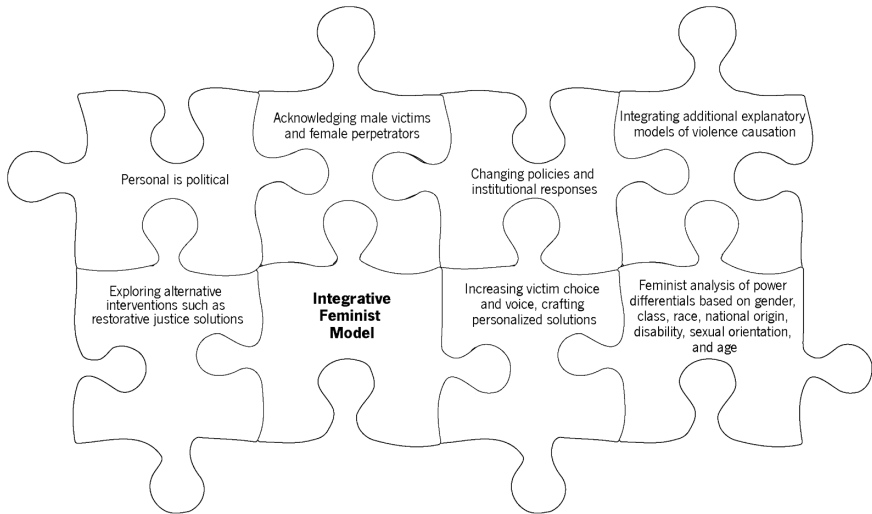 Personal is political
Acknowledging male victims
and female perpetrators
Changing policies and
institutional responses
Integrating additional explanatory
models of violence causation
Exploring alternative
interventions such as
restorative justice solutions
Integrative
Feminist
Model
Increasing victim choice
and voice, crafting
personalized solutions
Feminist analysis of power
differentials based on gender,
class, race, national origin,
disability, sexual orientation,
and age